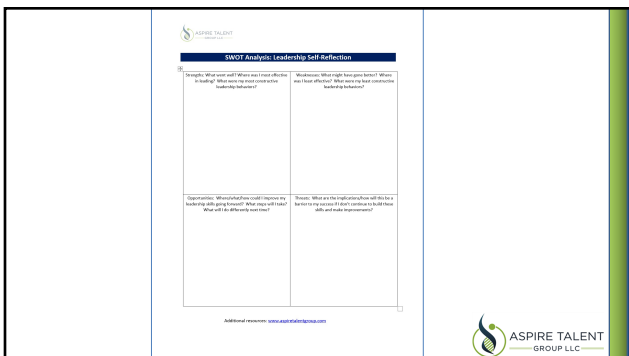 ASPIRE TALENT
GROUP LLC
SWOT Analysis: Leadership Self-Reflection
Strengths: What went well? Where was I most effective
in leading? What were my most constructive
leadership behaviors?
Weaknesses: What might have gone better? Where
was I least effective? What were my least constructive
leadership behaviors?
Opportunities: Where/what/how could I improve my
leadership skills going forward? What steps will I take?
What will I do differently next time?
Threats: What are the implications/how will this be a
barrier to my success if I don't continue to build these
skills and make improvements?
Additional resources: www.aspiretalentgroup.com
ASPIRE TALENT
GROUP LLC